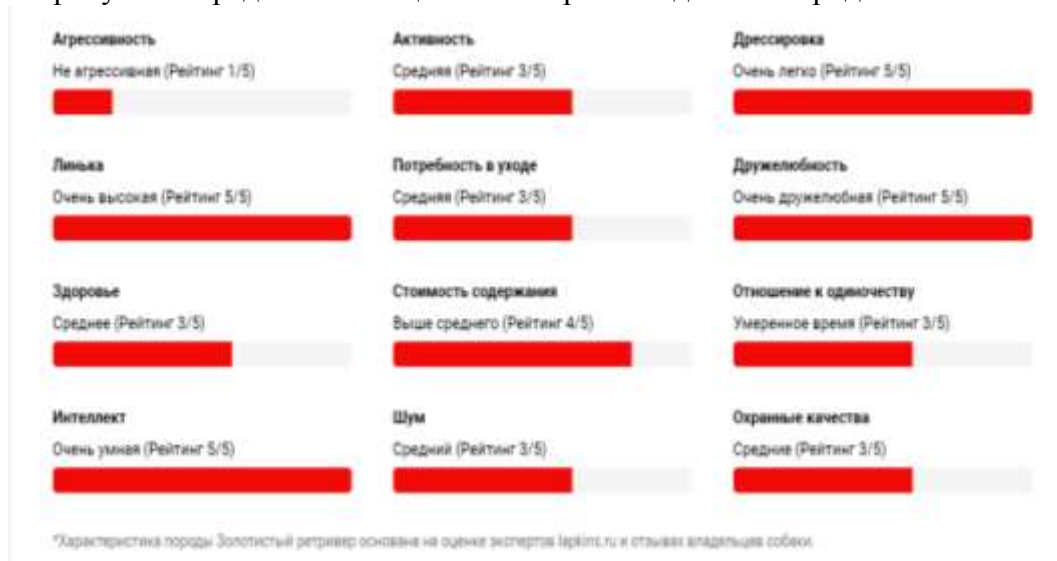 Агрессивность Активность Дрессировка
Не агрессивная (Рейтинг 1/5) Средняя (Рейтинг 3/5) Очень легко (Рейтинг 5/5)
Линька Потребность в уходе Дружелюбность
Очень высокая (Рейтинг 5/5) Средняя (Рейтинг 3/5) Очень дружелюбная (Рейтинг 5/5)
Здоровье Стоимость содержания Отношение к одиночеству
Среднее (Рейтинг 3/5) Выше среднего (Рейтинг 4/5) Умеренное время (Рейтинг 3/5)
Интеллект Шум Охранные качества
Очень умная (Рейтинг 5/5) Средний (Рейтинг 3/5) Средние (Рейтинг 3/5)
*Характеристика породы Золотистый ретривер основана на оценке экспертов lapkins.ru и отзывах владельцев собаки.